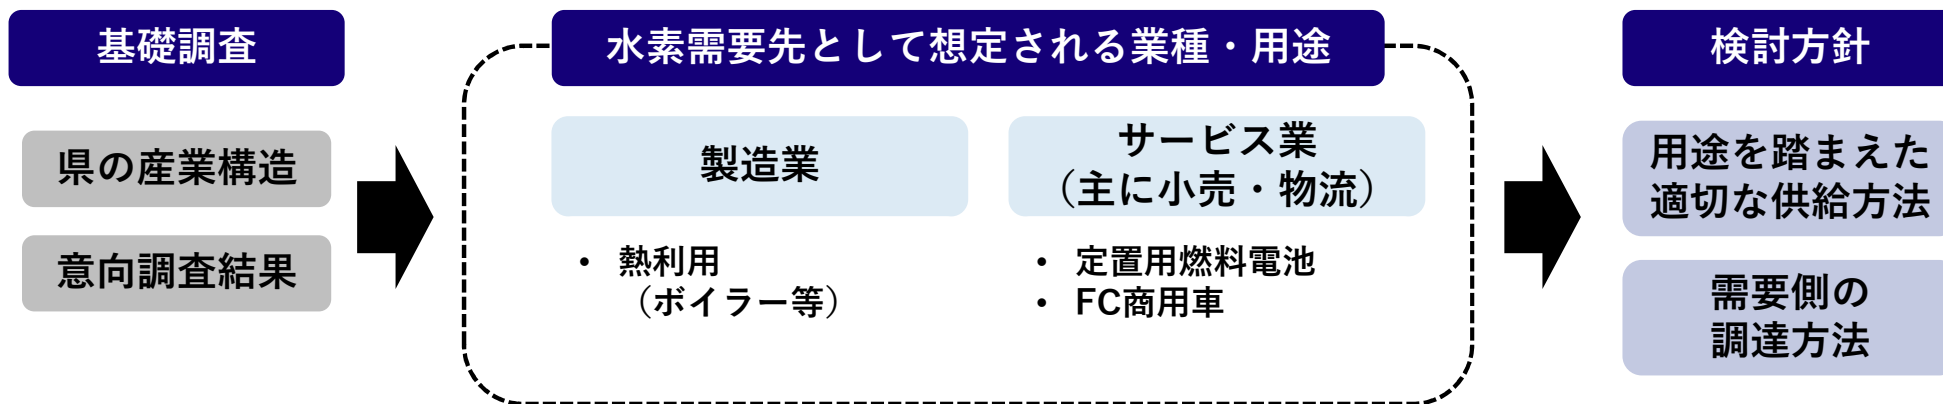 基礎調査
県の産業構造
意向調査結果
水素需要先として想定される業種・用途
製造業
・ 熱利用
（ボイラー等）
サービス業
（主に小売・物流）
・ 定置用燃料電池
・ FC商用車
検討方針
用途を踏まえた
適切な供給方法
需要側の
調達方法